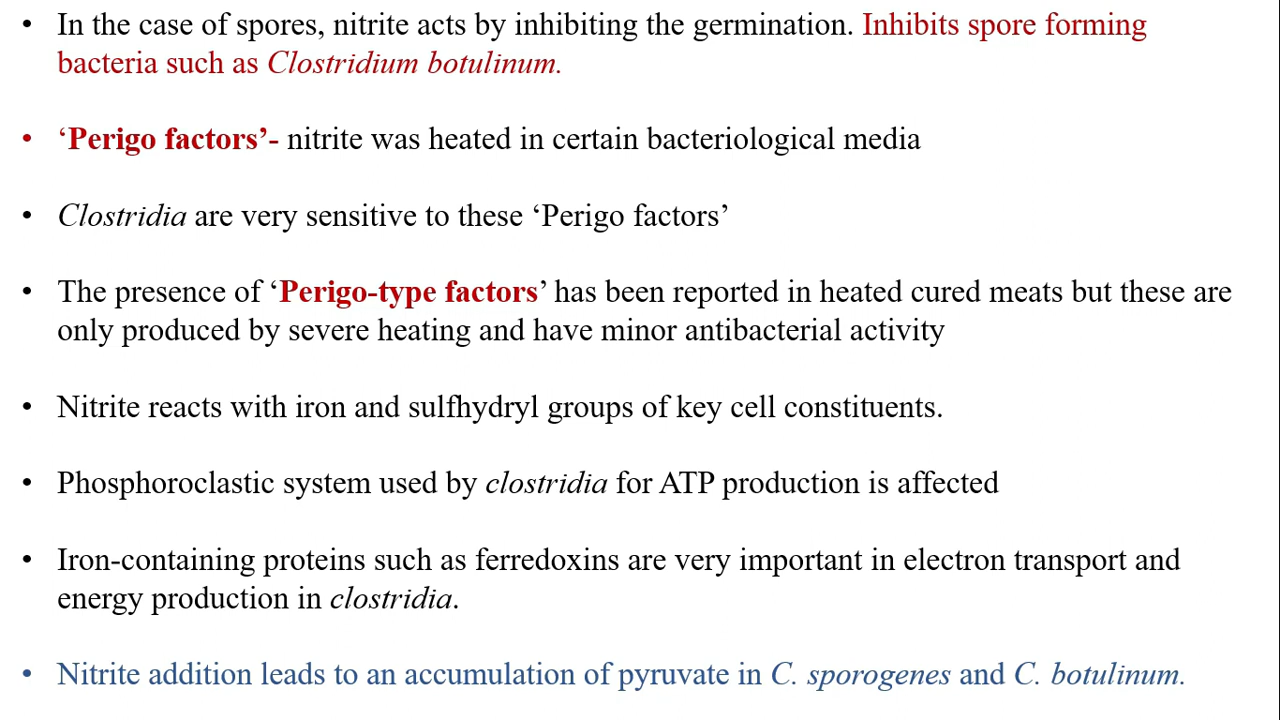 • In the case of spores, nitrite acts by inhibiting the germination. Inhibits spore forming
bacteria such as Clostridium botulinum.
• ‘Perigo factors’- nitrite was heated in certain bacteriological media
• Clostridia are very sensitive to these ‘Perigo factors’
• The presence of ‘Perigo-type factors’ has been reported in heated cured meats but these are
only produced by severe heating and have minor antibacterial activity
• Nitrite reacts with iron and sulfhydryl groups of key cell constituents.
• Phosphoroclastic system used by clostridia for ATP production is affected
• Iron-containing proteins such as ferredoxins are very important in electron transport and
energy production in clostridia.
• Nitrite addition leads to an accumulation of pyruvate in C. sporogenes and C. botulinum.